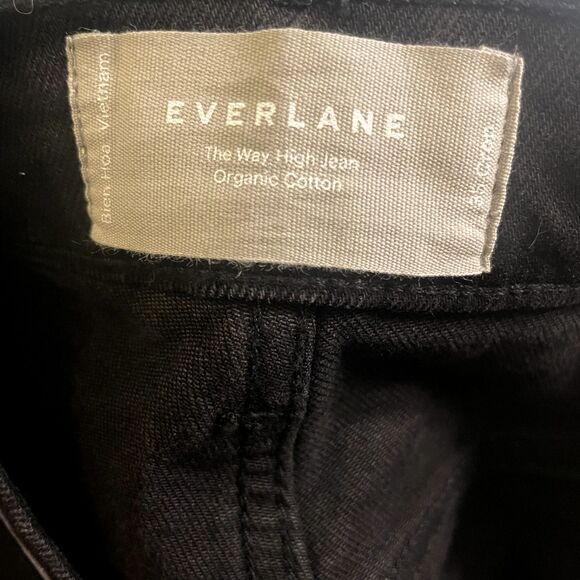 EVERLANE
The Way High Jean
Organic Cotton
Bien Hoa, Vietnam